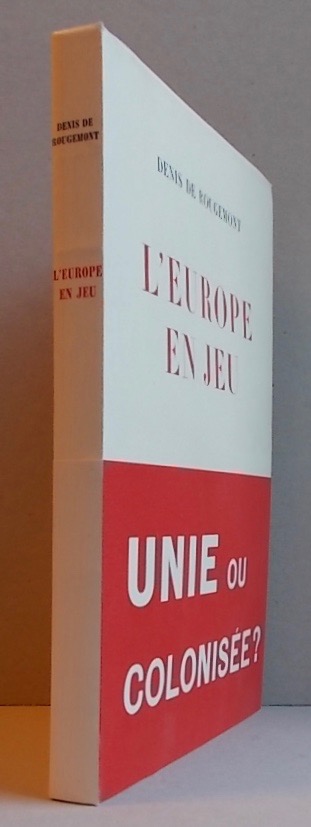 DENIS DE
ROUGEMONT
L'EUROPE
EN JEU
DENIS DE ROUGEMONT
L'EUROPE
EN JEU
UNIE OU
COLONISÉE?